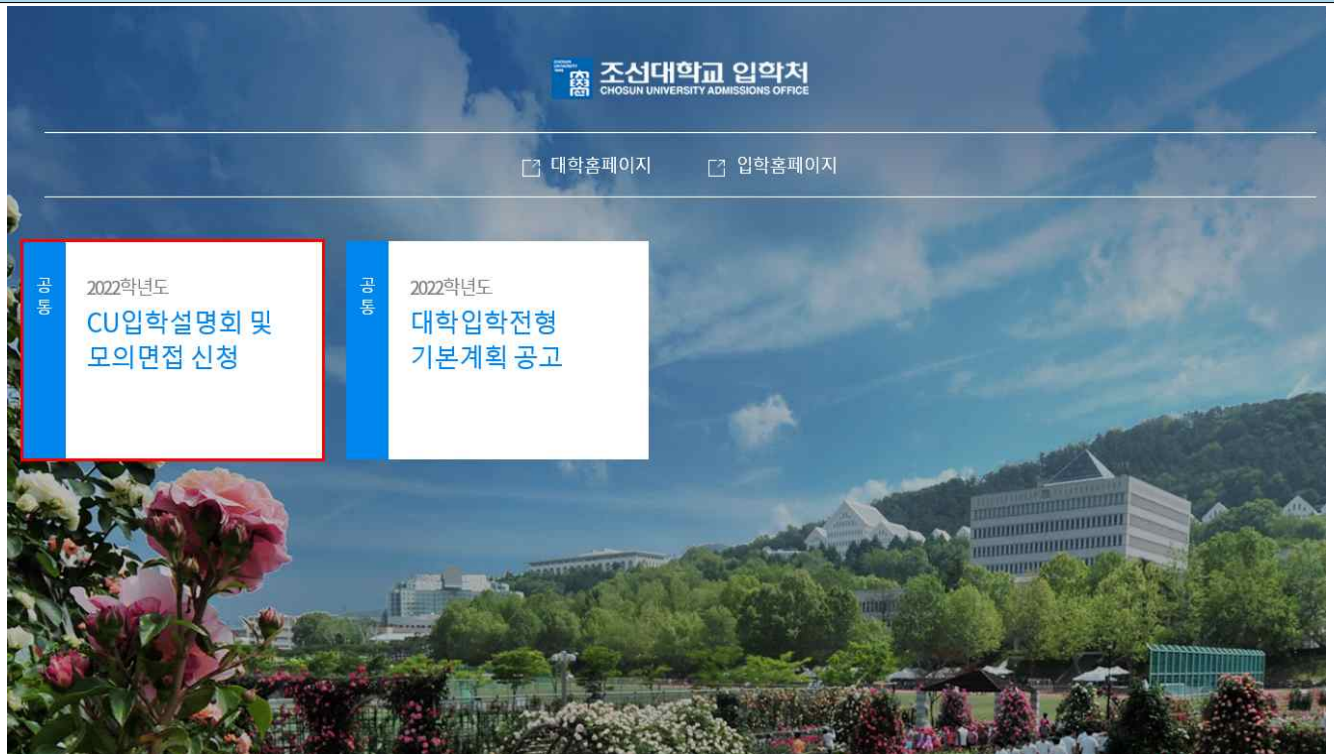 조선대학교 입학처
CHOSUN UNIVERSITY ADMISSIONS OFFICE
대학홈페이지
입학홈페이지
공통
2022학년도
CU입학설명회 및
모의면접 신청
공통
2022학년도
대학입학전형
기본계획 공고